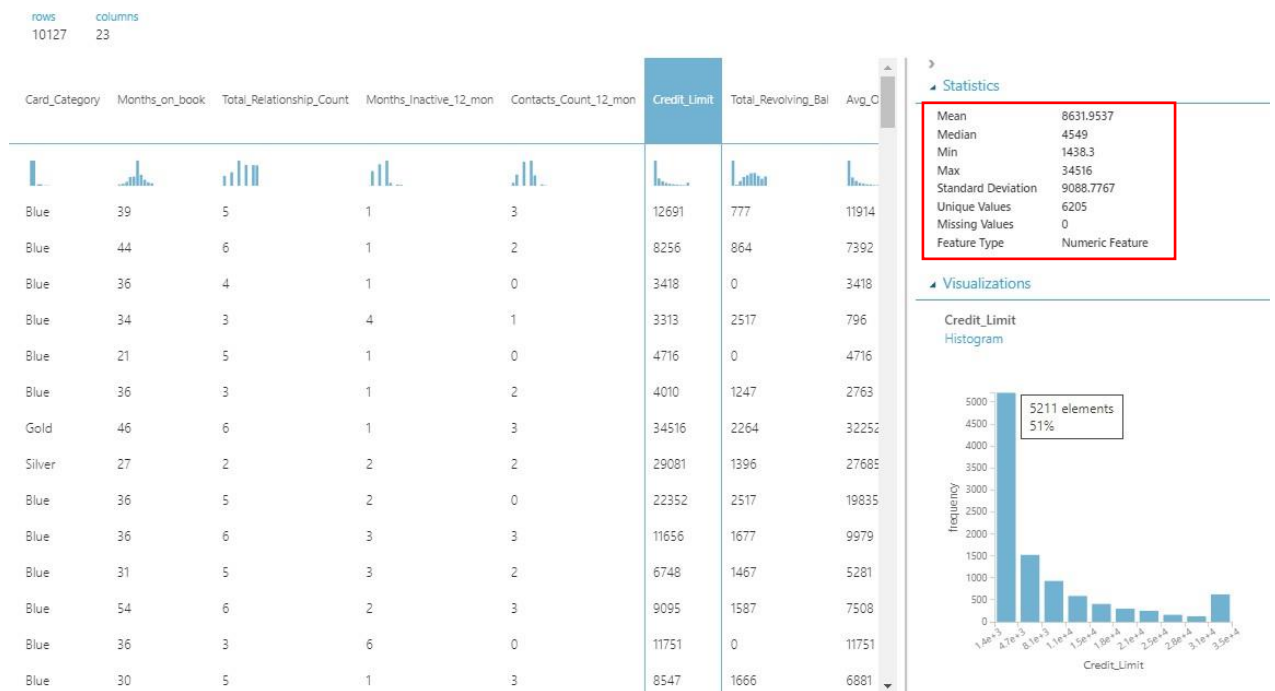 rows columns
10127 23
Card_Category Months_on_book Total_Relationship_Count Months_Inactive_12_mon Contacts_Count_12_mon Credit_Limit Total_Revolving_Bal Avg_O
Blue 39 5 1 3 12691 777 11914
Blue 44 6 1 2 8256 864 7392
Blue 36 4 1 0 3418 0 3418
Blue 34 3 4 1 3313 2517 796
Blue 21 5 1 0 4716 0 4716
Blue 36 3 1 2 4010 1247 2763
Gold 46 6 1 3 34516 2264 32252
Silver 27 2 2 2 29081 1396 27685
Blue 36 5 2 0 22352 2517 19835
Blue 36 6 3 3 11656 1677 9979
Blue 31 5 3 2 6748 1467 5281
Blue 54 6 2 3 9095 1587 7508
Blue 36 3 6 0 11751 0 11751
Blue 30 5 1 3 8547 1666 6881
Statistics
Mean 8631.9537
Median 4549
Min 1438.3
Max 34516
Standard Deviation 9088.7767
Unique Values 6205
Missing Values 0
Feature Type Numeric Feature
Visualizations
Credit_Limit
Histogram
5211 elements
51%
frequency
5000
4500
4000
3500
3000
2500
2000
1500
1000
500
0
1.4e+3 4.7e+3 8.1e+3 1.1e+4 1.5e+4 1.8e+4 2.1e+4 2.5e+4 2.8e+4 3.1e+4 3.5e+4
Credit_Limit